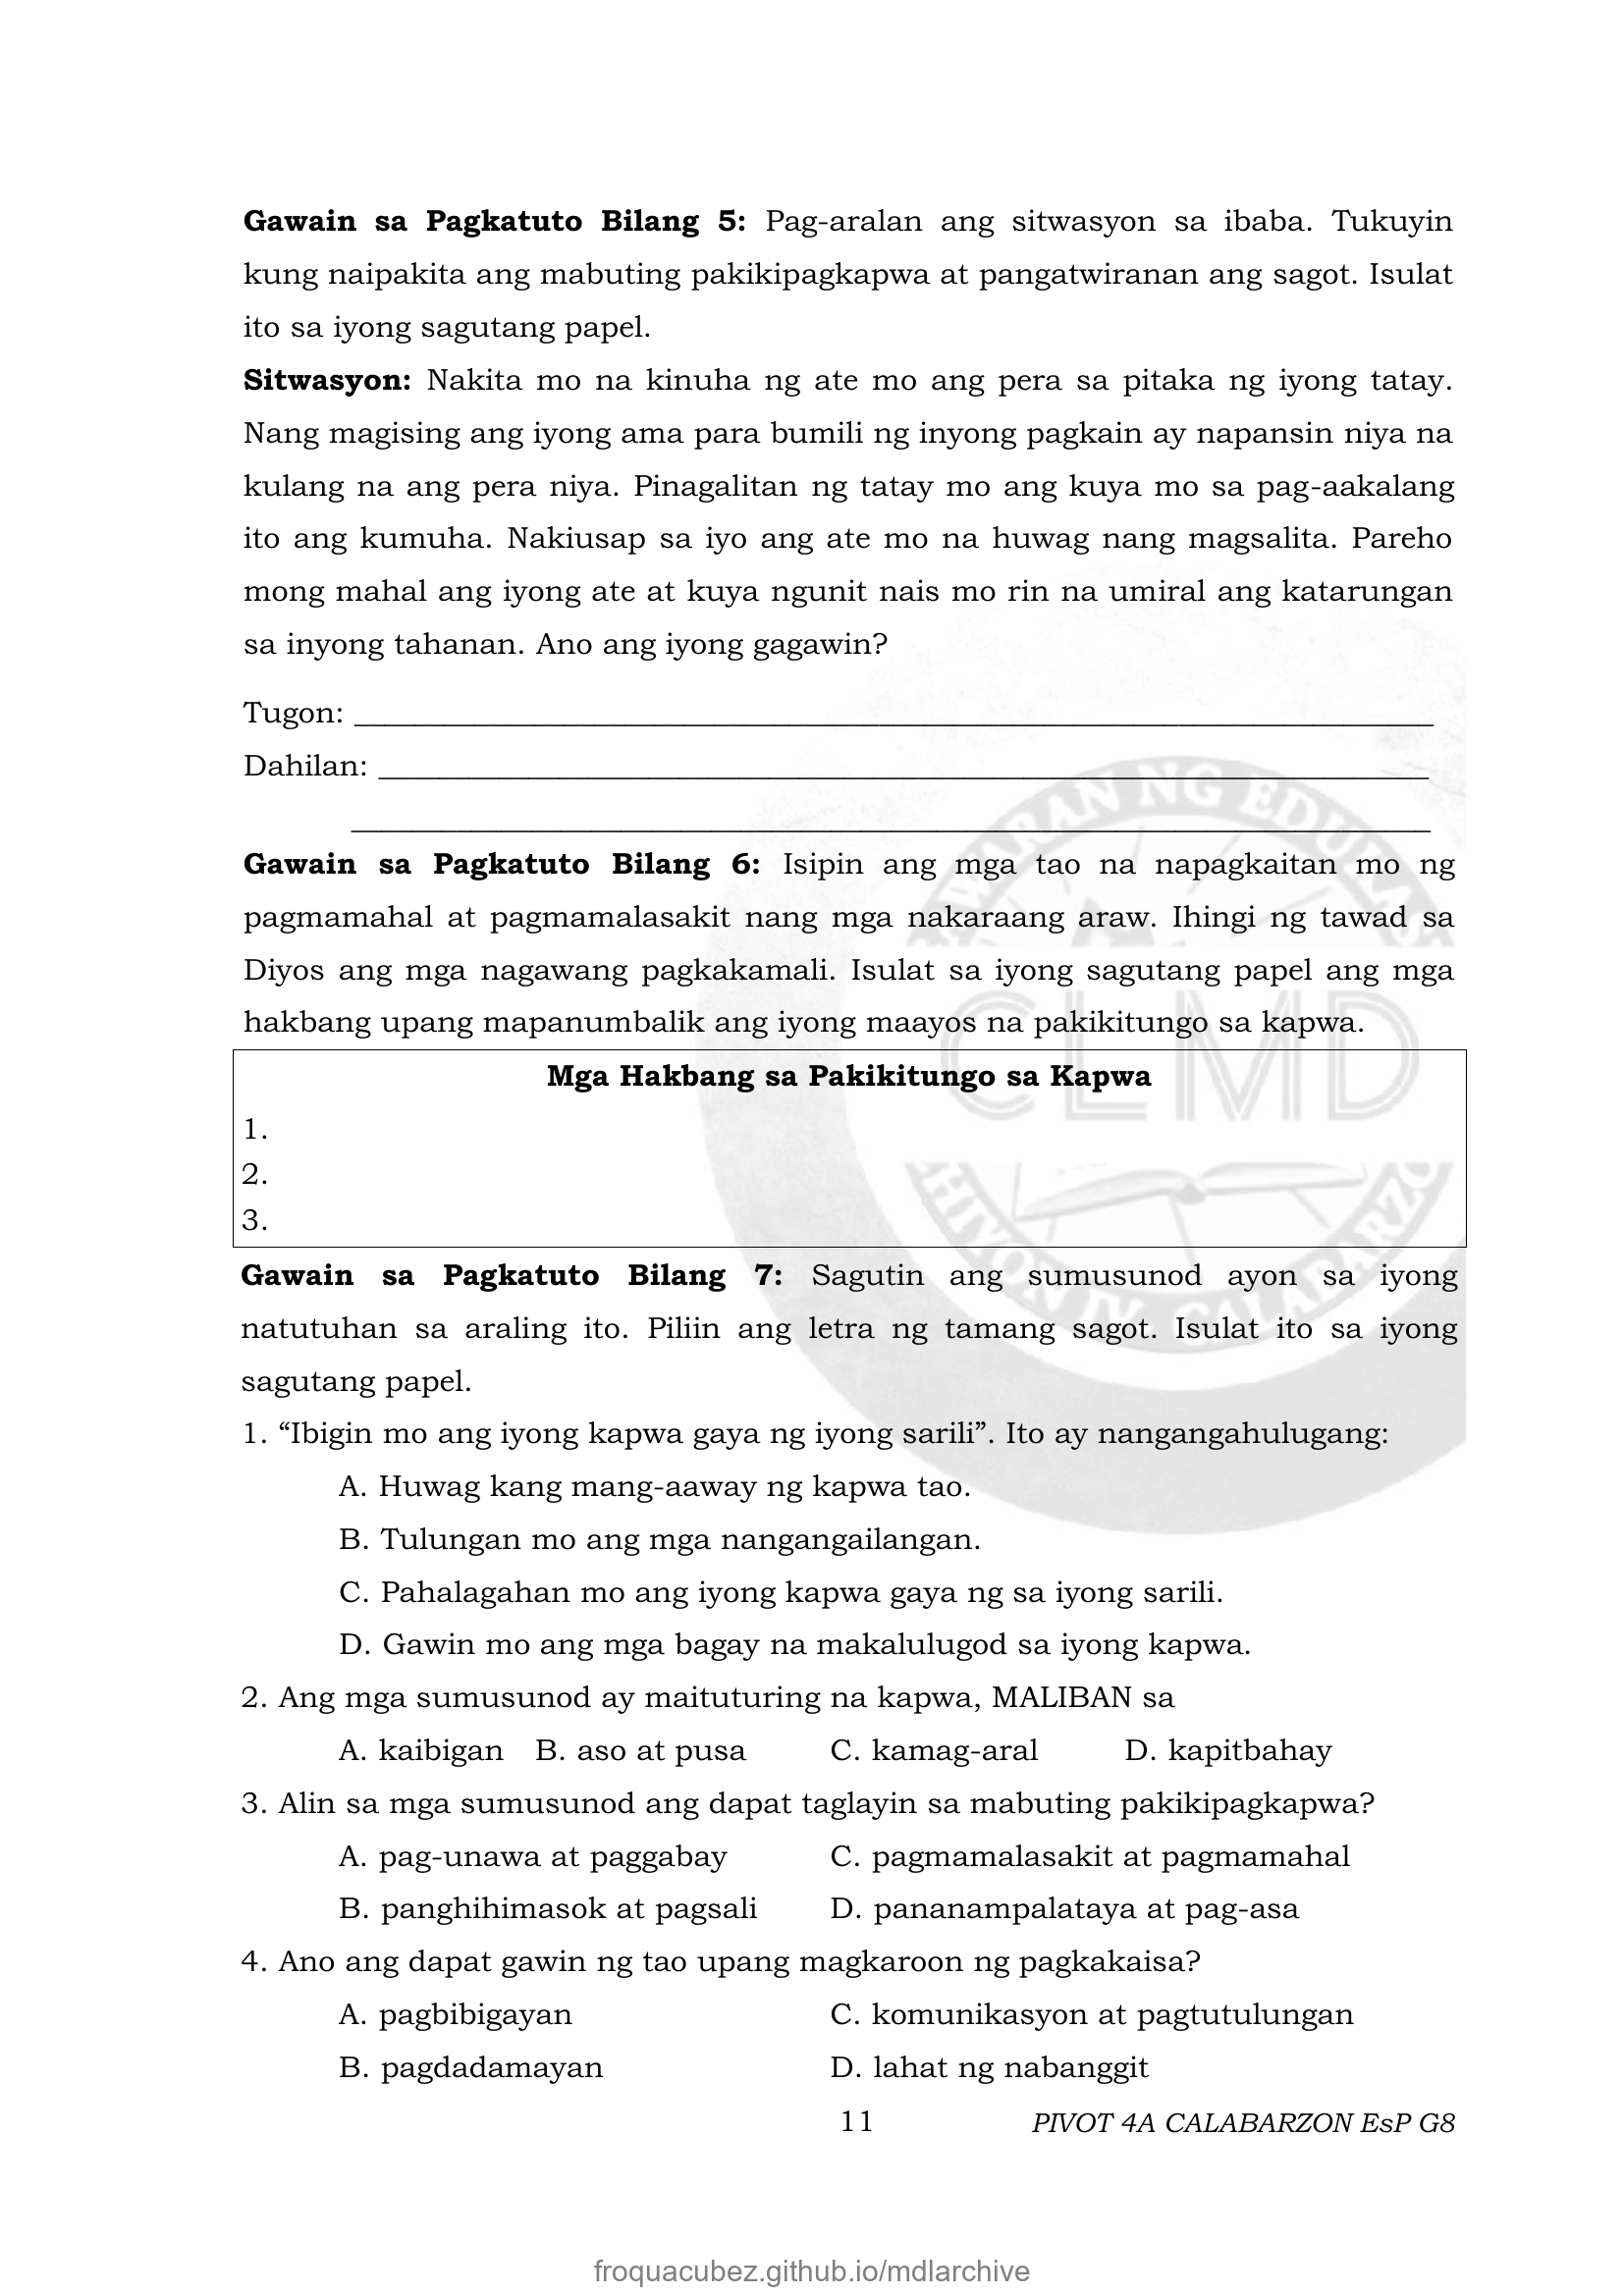 Gawain sa Pagkatuto Bilang 5: Pag-aralan ang sitwasyon sa ibaba. Tukuyin
kung naipakita ang mabuting pakikipagkapwa at pangatwiranan ang sagot. Isulat
ito sa iyong sagutang papel.
Sitwasyon: Nakita mo na kinuha ng ate mo ang pera sa pitaka ng iyong tatay.
Nang magising ang iyong ama para bumili ng inyong pagkain ay napansin niya na
kulang na ang pera niya. Pinagalitan ng tatay mo ang kuya mo sa pag-aakalang
ito ang kumuha. Nakiusap sa iyo ang ate mo na huwag nang magsalita. Pareho
mong mahal ang iyong ate at kuya ngunit nais mo rin na umiral ang katarungan
sa inyong tahanan. Ano ang iyong gagawin?
Tugon:
Dahilan:
Gawain sa Pagkatuto Bilang 6: Isipin ang mga tao na napagkaitan mo ng
pagmamahal at pagmamalasakit nang mga nakaraang araw. Ihingi ng tawad sa
Diyos ang mga nagawang pagkakamali. Isulat sa iyong sagutang papel ang mga
hakbang upang mapanumbalik ang iyong maayos na pakikitungo sa kapwa.
CLMD
Mga Hakbang sa Pakikitungo sa Kapwa
1.
2.
3.
Gawain sa Pagkatuto Bilang 7: Sagutin ang sumusunod ayon sa iyong
natutuhan sa araling ito. Piliin ang letra ng tamang sagot. Isulat ito sa iyong
sagutang papel.
1. “Ibigin mo ang iyong kapwa gaya ng iyong sarili”. Ito ay nangangahulugang:
A. Huwag kang mang-aaway ng kapwa tao.
B. Tulungan mo ang mga nangangailangan.
C. Pahalagahan mo ang iyong kapwa gaya ng sa iyong sarili.
D. Gawin mo ang mga bagay na makalulugod sa iyong kapwa.
2. Ang mga sumusunod ay maituturing na kapwa, MALIBAN sa
A. kaibigan B. aso at pusa C. kamag-aral D. kapitbahay
3. Alin sa mga sumusunod ang dapat taglayin sa mabuting pakikipagkapwa?
A. pag-unawa at paggabay C. pagmamalasakit at pagmamahal
B. panghihimasok at pagsali D. pananampalataya at pag-asa
4. Ano ang dapat gawin ng tao upang magkaroon ng pagkakaisa?
A. pagbibigayan C. komunikasyon at pagtutulungan
B. pagdadamayan D. lahat ng nabanggit
11 PIVOT 4A CALABARZON EsP G8
froquacubez.github.io/mdlarchive